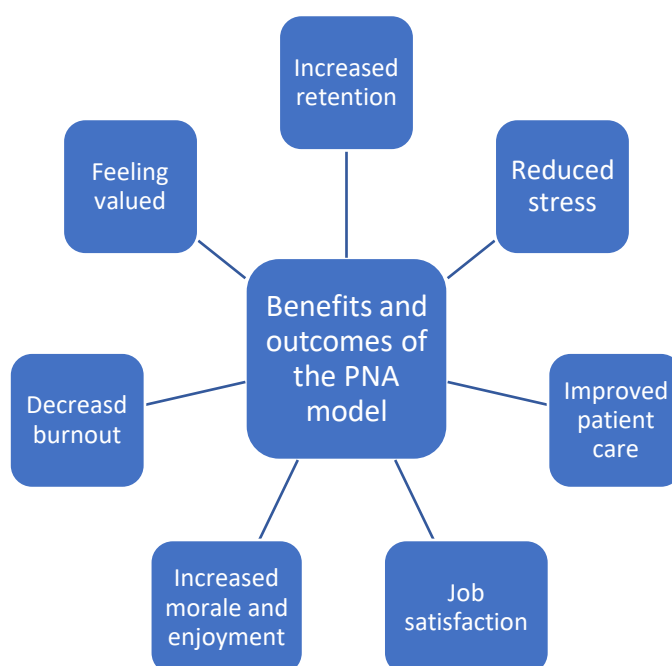 Increased
retention
Reduced
stress
Improved
patient
care
Job
satisfaction
Increased
morale and
enjoyment
Decreasd
burnout
Feeling
valued
Benefits and
outcomes of
the PNA
model